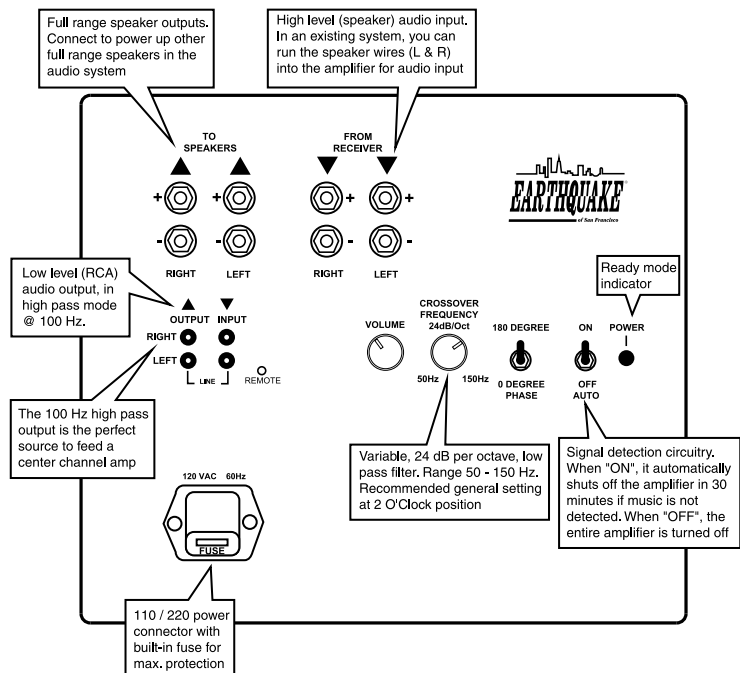 Full range speaker outputs.
Connect to power up other
full range speakers in the
audio system
High level (speaker) audio input.
In an existing system, you can
run the speaker wires (L & R)
into the amplifier for audio input
TO
SPEAKERS
FROM
RECEIVER
+ + + +
- - - -
RIGHT LEFT RIGHT LEFT
EARTHQUAKE®
of San Francisco
Low level (RCA)
audio output, in
high pass mode
@ 100 Hz.
OUTPUT INPUT
RIGHT
LEFT
LINE
REMOTE
The 100 Hz high pass
output is the perfect
source to feed a
center channel amp
VOLUME
CROSSOVER
FREQUENCY
24dB/Oct
50Hz 150Hz
180 DEGREE
0 DEGREE
PHASE
ON
OFF
AUTO
POWER
Ready mode
indicator
Variable, 24 dB per octave, low
pass filter. Range 50 - 150 Hz.
Recommended general setting
at 2 O'Clock position
Signal detection circuitry.
When "ON", it automatically
shuts off the amplifier in 30
minutes if music is not
detected. When "OFF", the
entire amplifier is turned off
120 VAC 60Hz
FUSE
110 / 220 power
connector with
built-in fuse for
max. protection